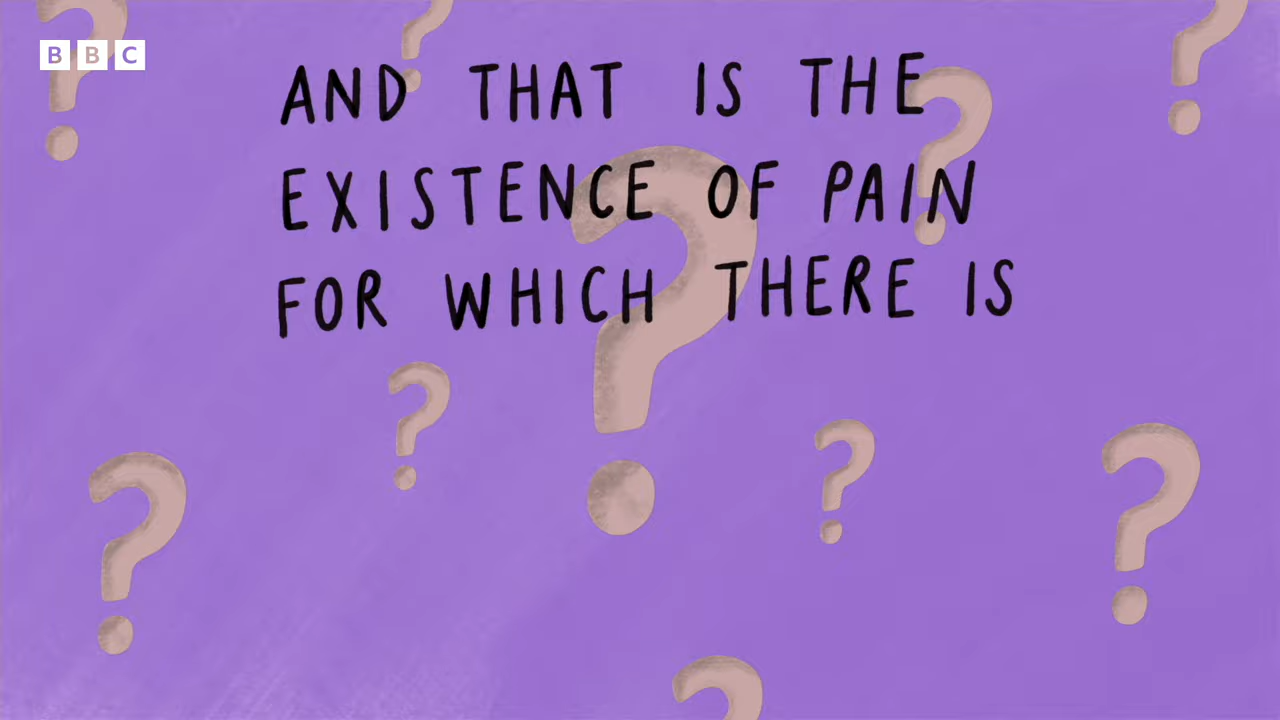 BBC
AND THAT IS THE
EXISTENCE OF PAIN
FOR WHICH THERE IS